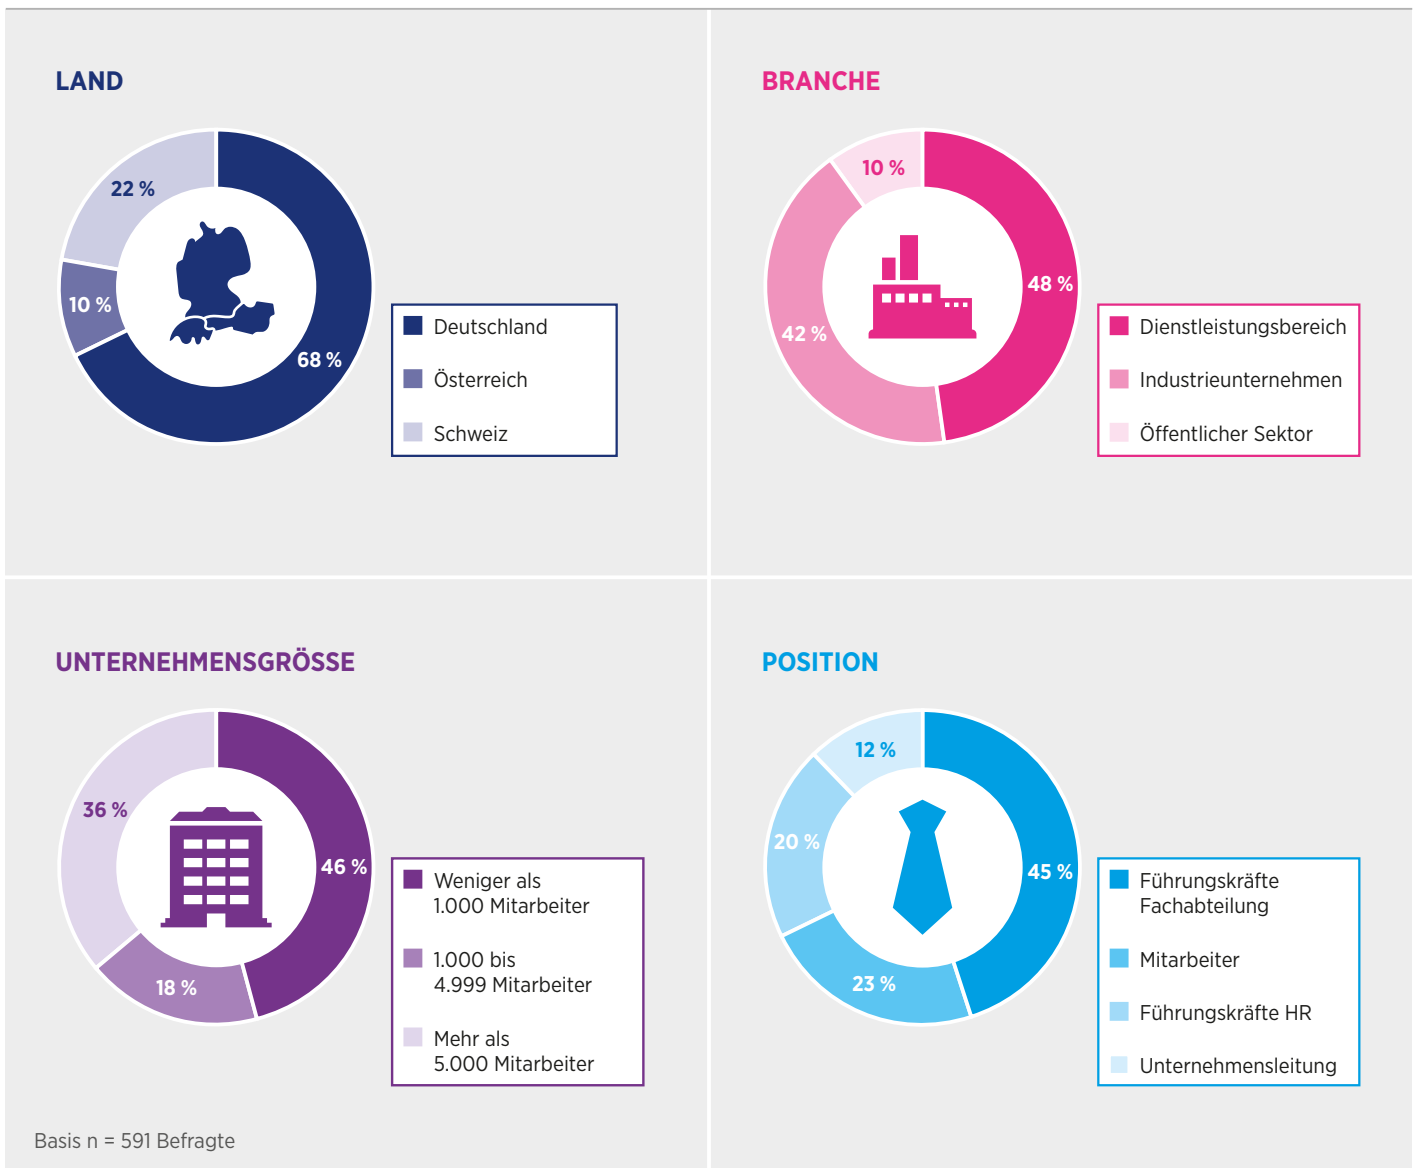 LAND
22 %
10 %
68 %
Deutschland
Österreich
Schweiz
BRANCHE
10 %
48 %
42 %
Dienstleistungsbereich
Industrieunternehmen
Öffentlicher Sektor
UNTERNEHMENSGRÖSSE
36 %
46 %
18 %
Weniger als
1.000 Mitarbeiter
1.000 bis
4.999 Mitarbeiter
Mehr als
5.000 Mitarbeiter
POSITION
12 %
20 %
45 %
23 %
Führungskräfte
Fachabteilung
Mitarbeiter
Führungskräfte HR
Unternehmensleitung
Basis n = 591 Befragte